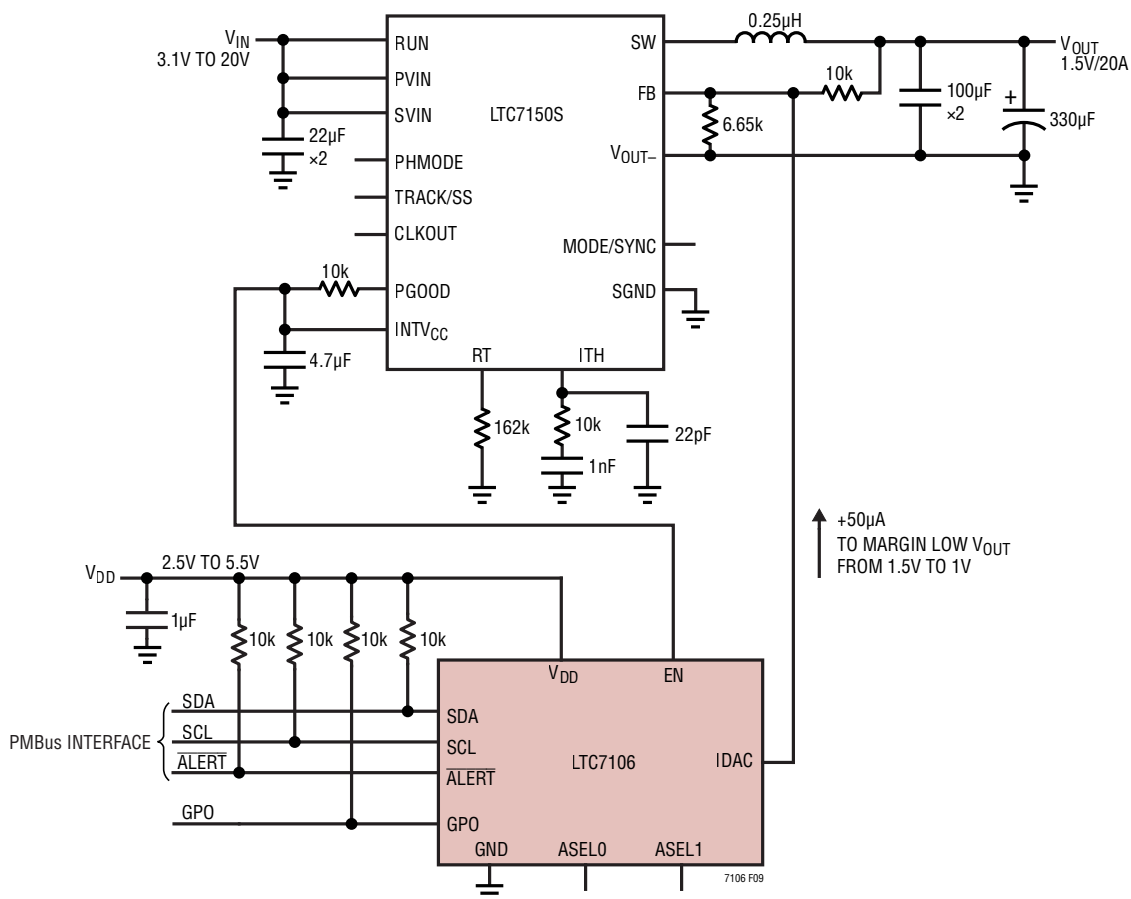 VIN
3.1V TO 20V
RUN
PVIN
SVIN
22µF
×2
PHMODE
TRACK/SS
CLKOUT
10k
PGOOD
INTVCC
4.7µF
LTC7150S
SW
FB
VOUT–
MODE/SYNC
SGND
RT
ITH
0.25µH
VOUT
1.5V/20A
10k
6.65k
100µF
×2
+
330µF
162k
10k
1nF
22pF
+50µA
TO MARGIN LOW VOUT
FROM 1.5V TO 1V
VDD
2.5V TO 5.5V
1µF
10k
10k
10k
10k
PMBus INTERFACE
SDA
SCL
ALERT
GPO
VDD
EN
SDA
SCL
ALERT
GPO
LTC7106
IDAC
GND
ASEL0
ASEL1
7106 F09